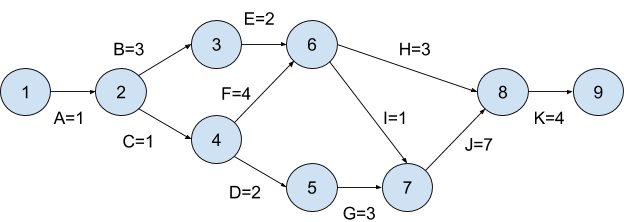 E=2
3
6
B=3
H=3
1
2
F=4
8
9
A=1
I=1
K=4
C=1
4
J=7
D=2
5
7
G=3